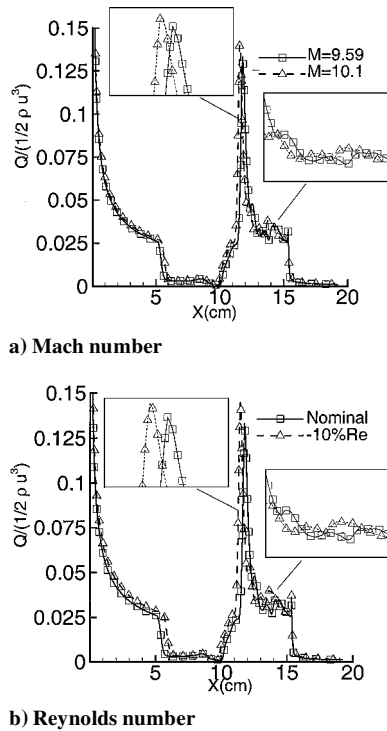 0.15
0.125
0.1
0.075
0.05
0.025
0
Q/(1/2 ρ u³)
M=9.59
M=10.1
5 10 15 20
X(cm)
a) Mach number
0.15
0.125
0.1
0.075
0.05
0.025
0
Q/(1/2 ρ u³)
Nominal
-10%Re
5 10 15 20
X(cm)
b) Reynolds number